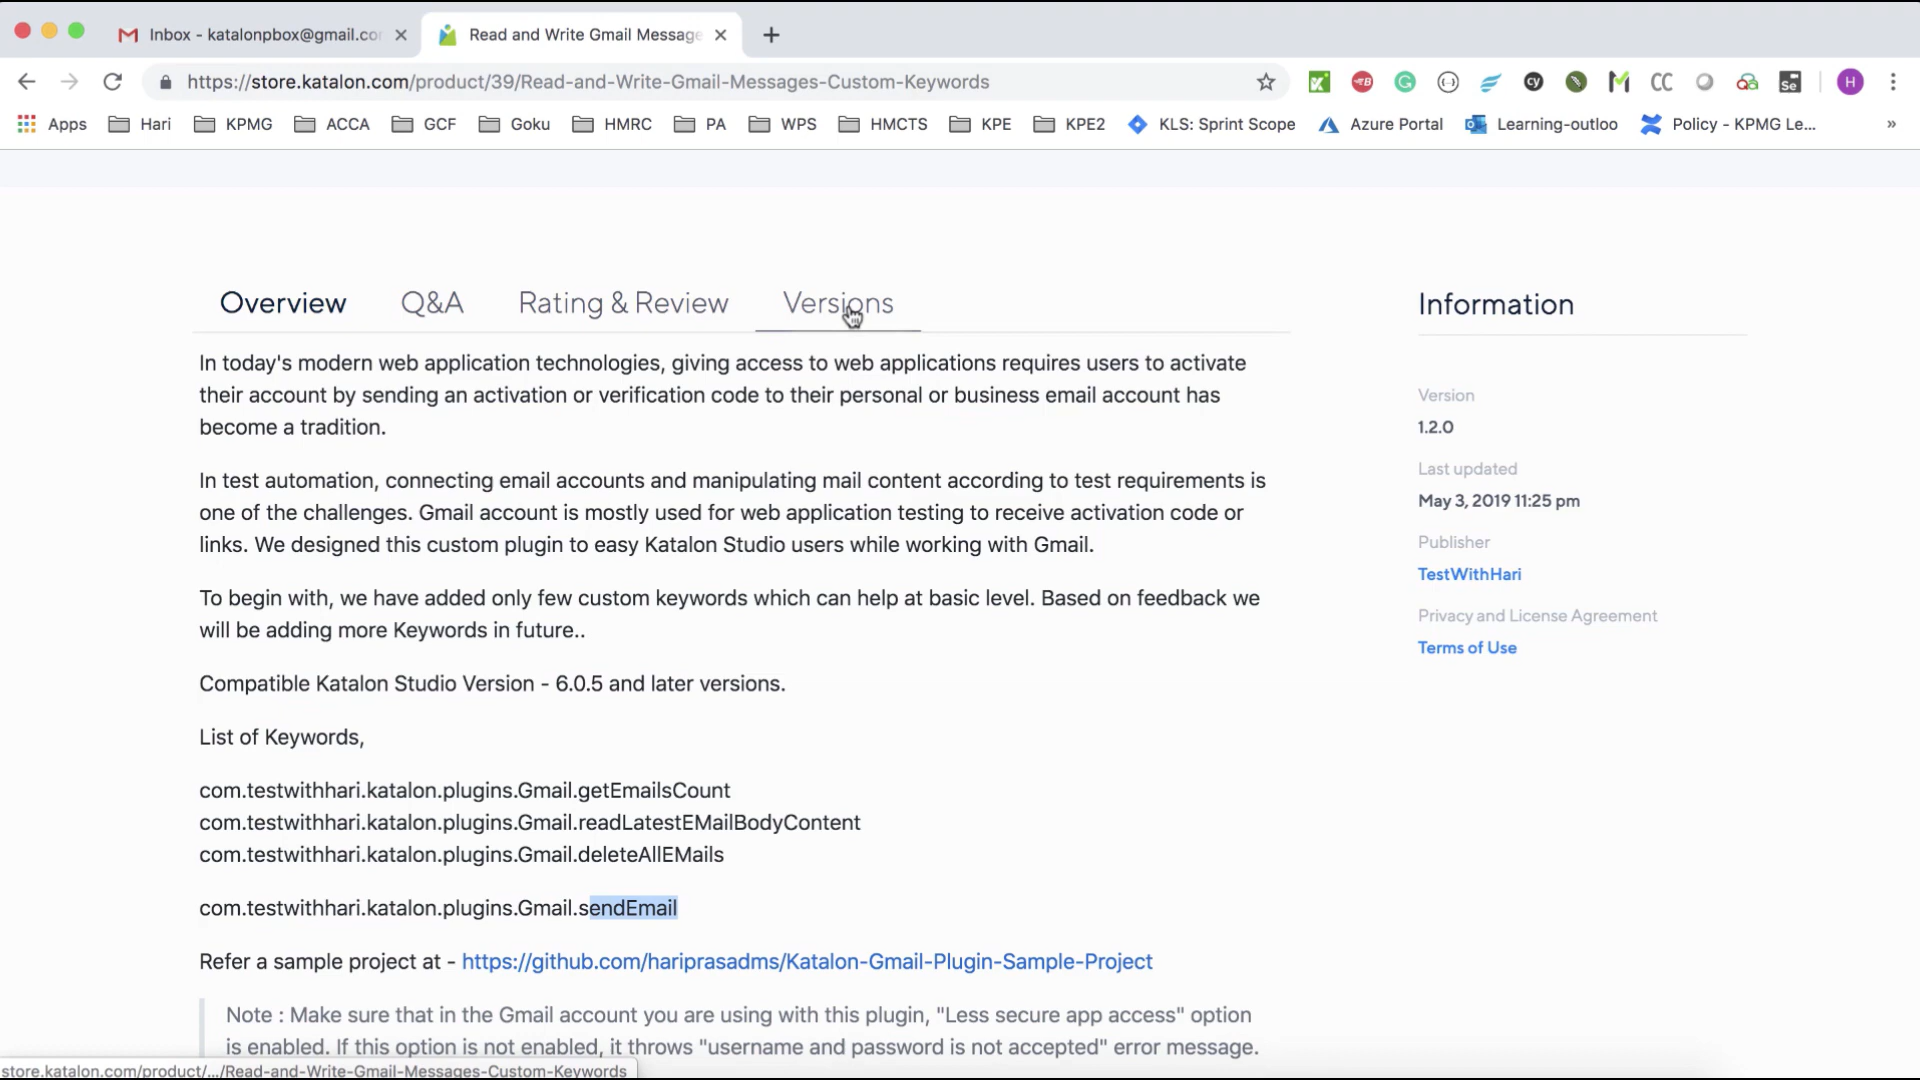 Inbox - katalonpbox@gmail.co
Read and Write Gmail Message
https://store.katalon.com/product/39/Read-and-Write-Gmail-Messages-Custom-Keywords
H
Apps
Hari
KPMG
ACCA
GCF
Goku
HMRC
PA
WPS
HMCTS
KPE
KPE2
KLS: Sprint Scope
Azure Portal
Learning-outloo
Policy - KPMG Le...
»
Overview
Q&A
Rating & Review
Versions
In today's modern web application technologies, giving access to web applications requires users to activate
their account by sending an activation or verification code to their personal or business email account has
become a tradition.
In test automation, connecting email accounts and manipulating mail content according to test requirements is
one of the challenges. Gmail account is mostly used for web application testing to receive activation code or
links. We designed this custom plugin to easy Katalon Studio users while working with Gmail.
To begin with, we have added only few custom keywords which can help at basic level. Based on feedback we
will be adding more Keywords in future..
Compatible Katalon Studio Version - 6.0.5 and later versions.
List of Keywords,
com.testwithhari.katalon.plugins.Gmail.getEmailsCount
com.testwithhari.katalon.plugins.Gmail.readLatestEMailBodyContent
com.testwithhari.katalon.plugins.Gmail.deleteAllEMails
com.testwithhari.katalon.plugins.Gmail.sendEmail
Refer a sample project at - https://github.com/hariprasadms/Katalon-Gmail-Plugin-Sample-Project
Note : Make sure that in the Gmail account you are using with this plugin, "Less secure app access" option
is enabled. If this option is not enabled, it throws "username and password is not accepted" error message.
Information
Version
1.2.0
Last updated
May 3, 2019 11:25 pm
Publisher
TestWithHari
Privacy and License Agreement
Terms of Use
store.katalon.com/product/.../Read-and-Write-Gmail-Messages-Custom-Keywords